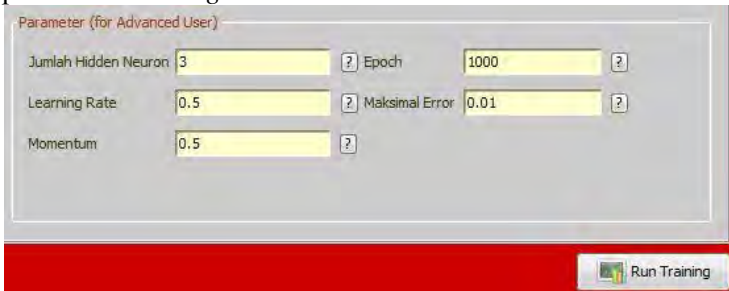 Parameter (for Advanced User)
Jumlah Hidden Neuron 3 ? Epoch 1000 ?
Learning Rate 0.5 ? Maksimal Error 0.01 ?
Momentum 0.5 ?
Run Training